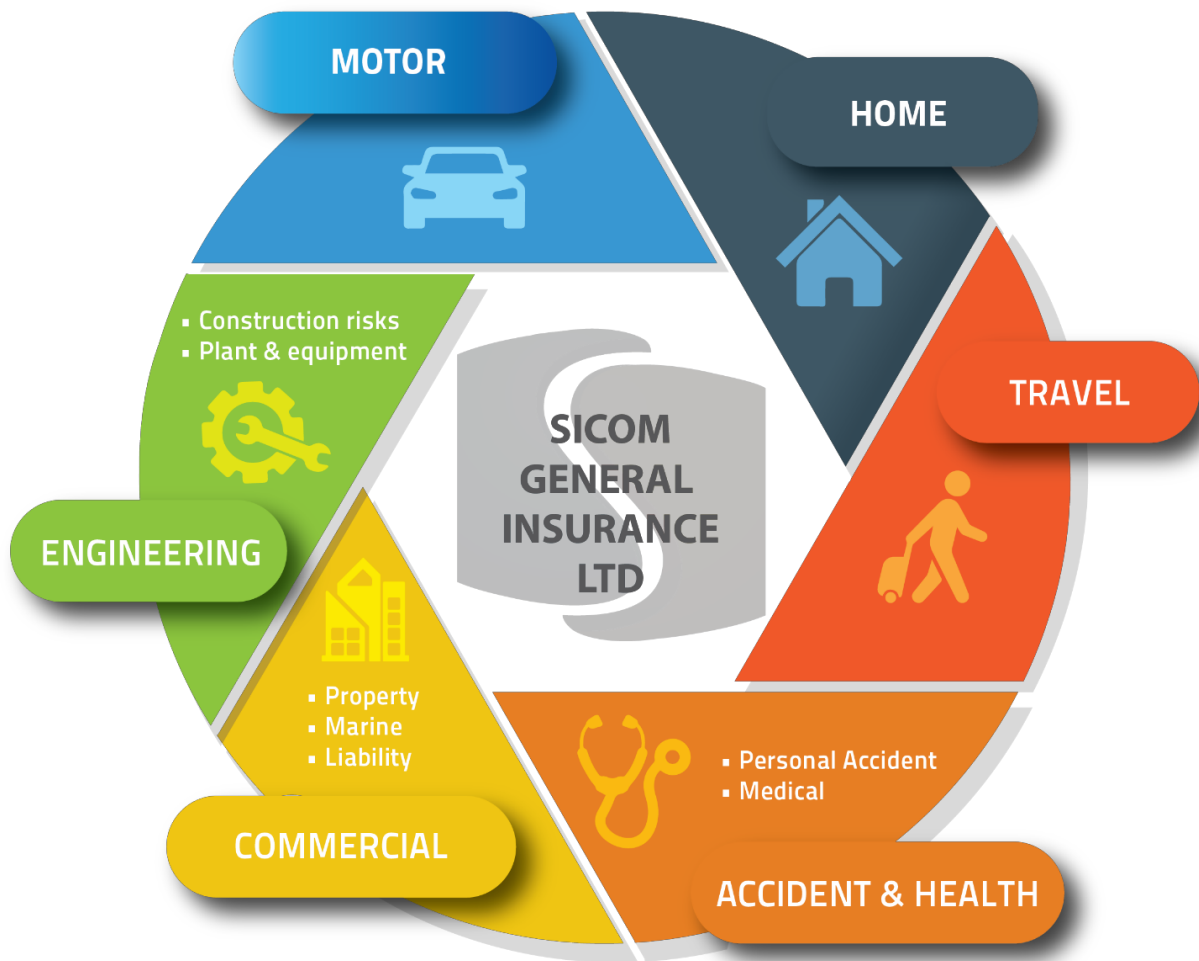 MOTOR
HOME
▪ Construction risks
▪ Plant & equipment
TRAVEL
SICOM
GENERAL
INSURANCE
LTD
ENGINEERING
▪ Property
▪ Marine
▪ Liability
▪ Personal Accident
▪ Medical
COMMERCIAL
ACCIDENT & HEALTH